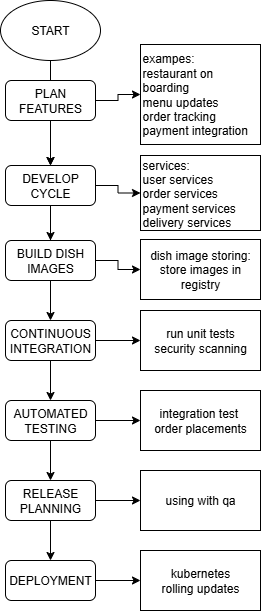 START
PLAN
FEATURES
exampes:
restaurant on
boarding
menu updates
order tracking
payment integration
DEVELOP
CYCLE
services:
user services
order services
payment services
delivery services
BUILD DISH
IMAGES
dish image storing:
store images in
registry
CONTINUOUS
INTEGRATION
run unit tests
security scanning
AUTOMATED
TESTING
integration test
order placements
RELEASE
PLANNING
using with qa
DEPLOYMENT
kubernetes
rolling updates